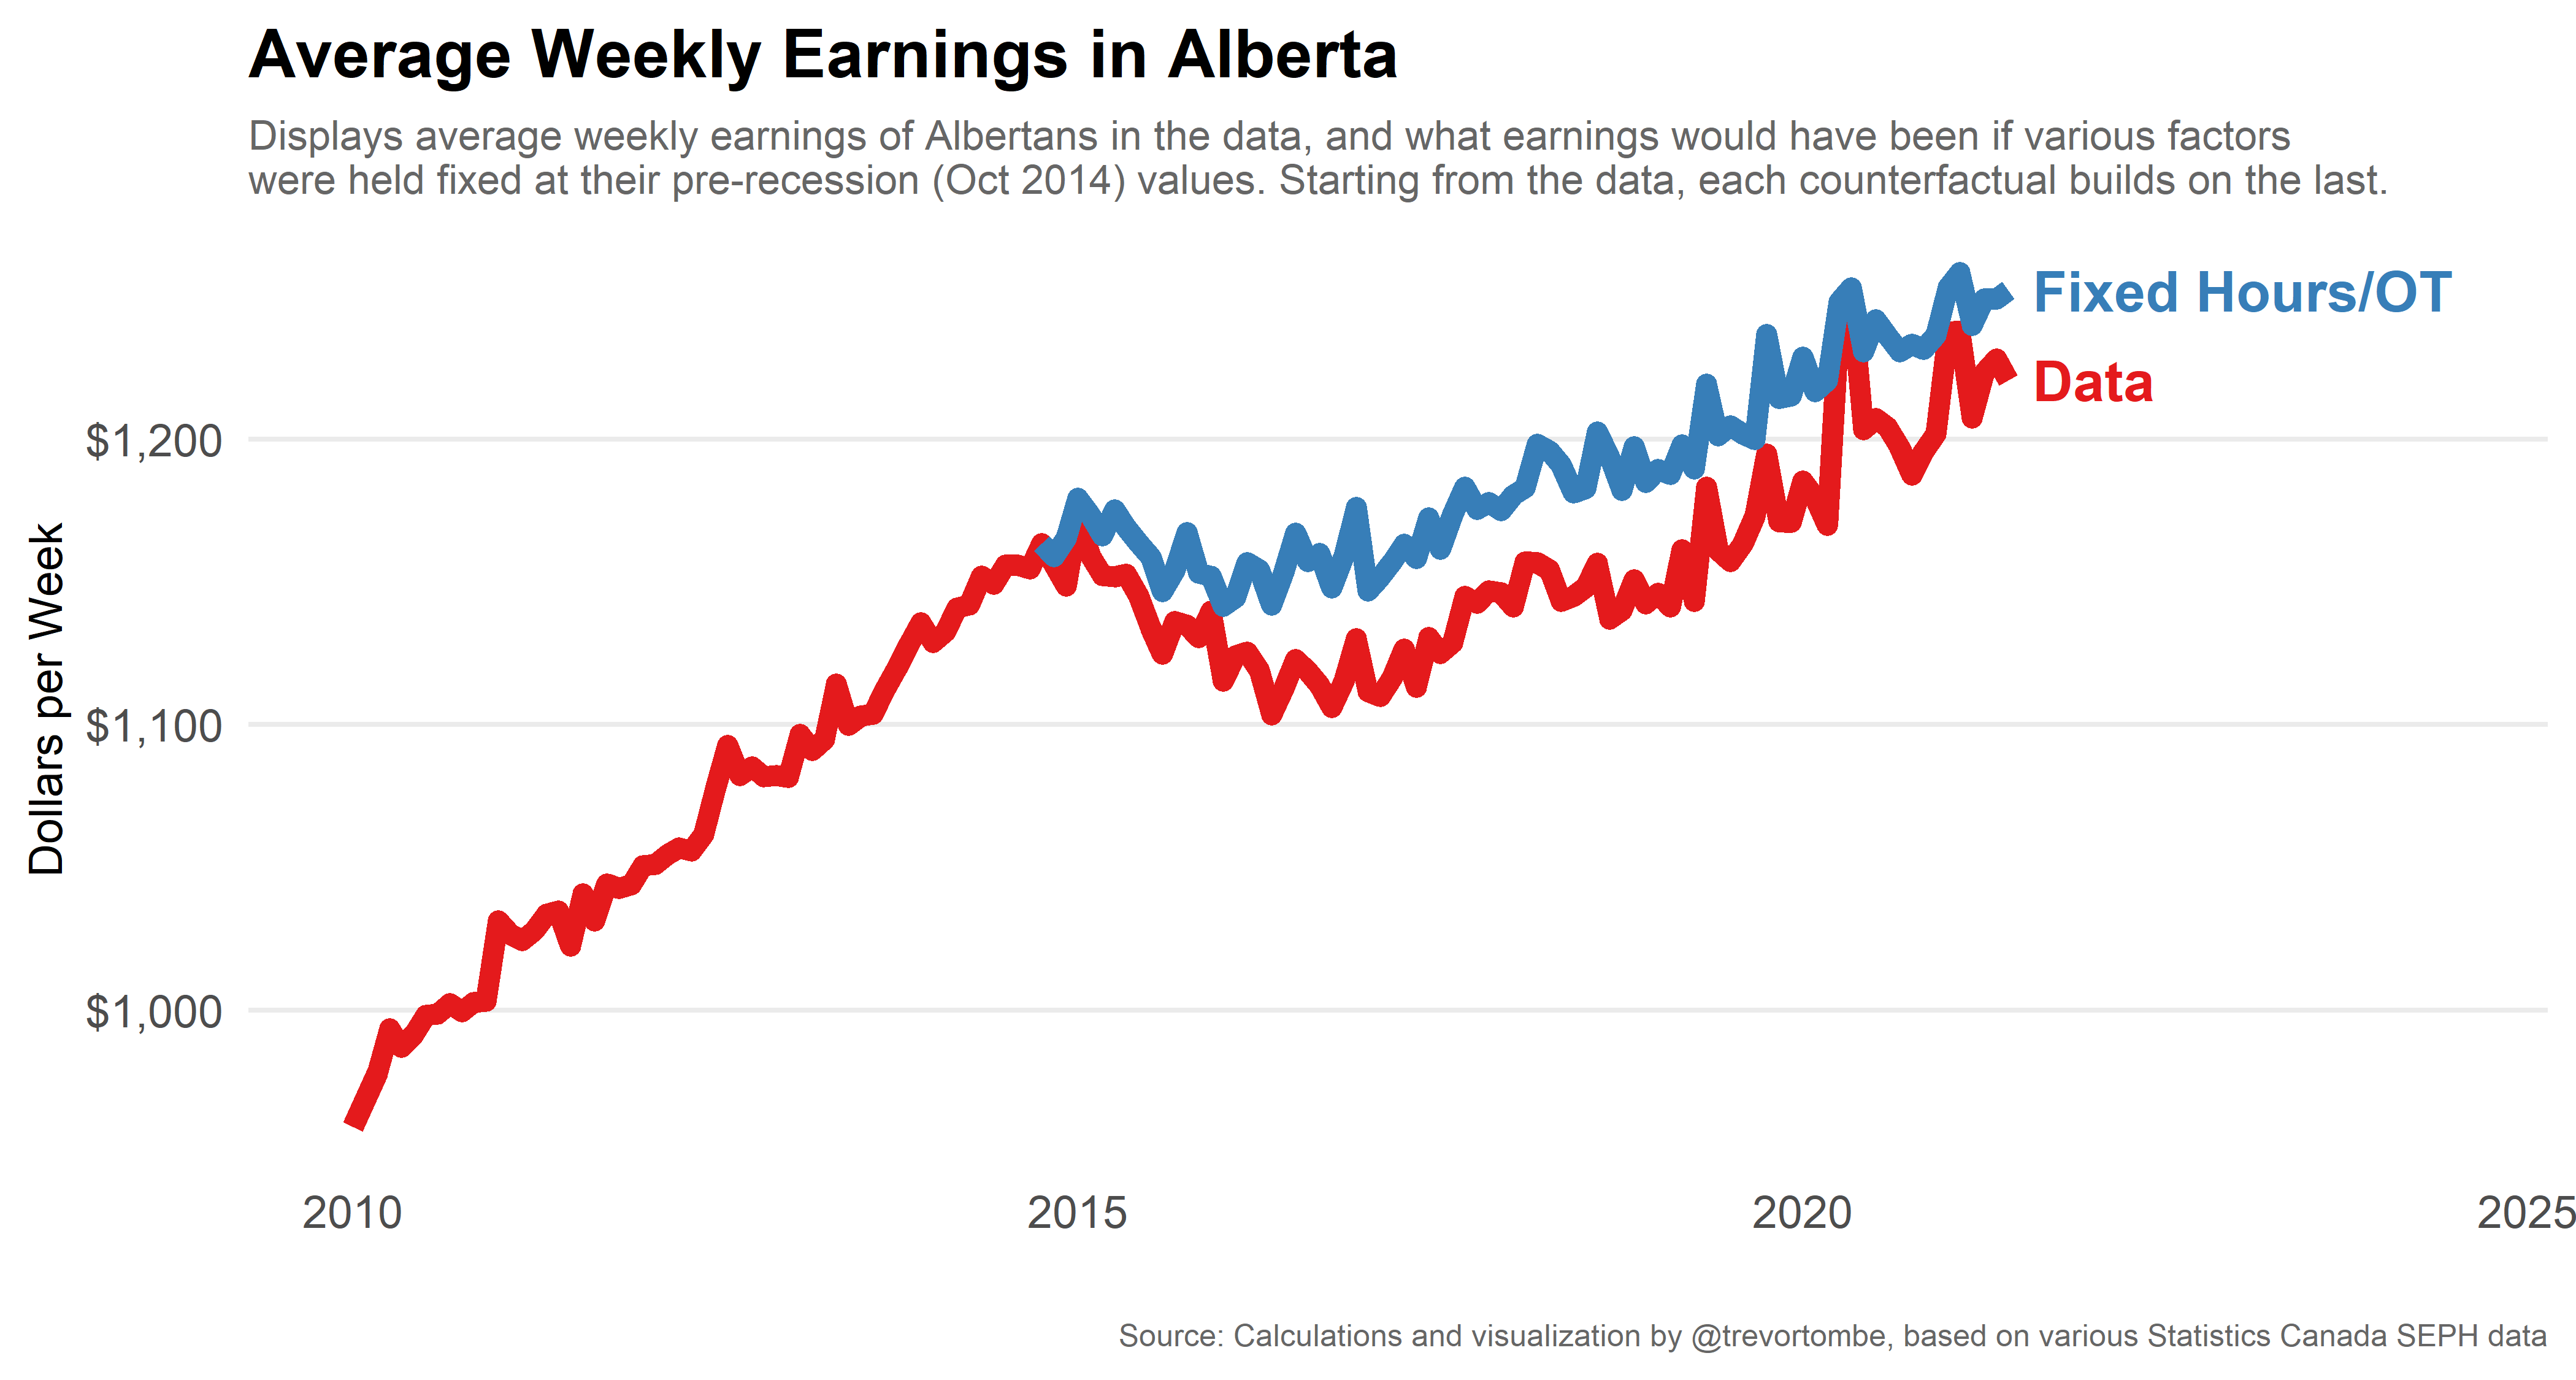 Average Weekly Earnings in Alberta
Displays average weekly earnings of Albertans in the data, and what earnings would have been if various factors
were held fixed at their pre-recession (Oct 2014) values. Starting from the data, each counterfactual builds on the last.
Fixed Hours/OT
Data
Dollars per Week
$1,200
$1,100
$1,000
2010
2015
2020
2025
Source: Calculations and visualization by @trevortombe, based on various Statistics Canada SEPH data